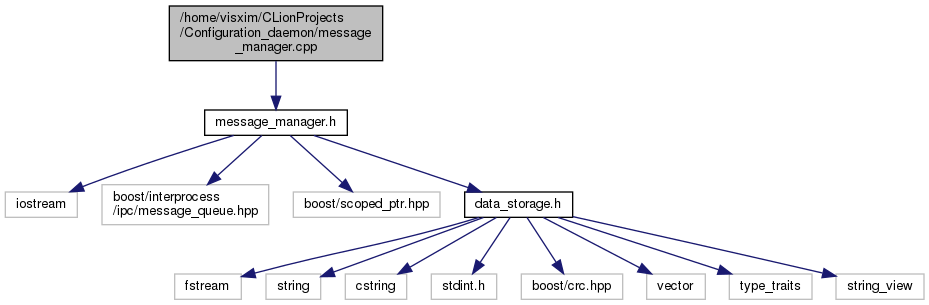 /home/visxim/CLionProjects
/Configuration_daemon/message
_manager.cpp
message_manager.h
iostream
boost/interprocess
/ipc/message_queue.hpp
boost/scoped_ptr.hpp
data_storage.h
fstream
string
cstring
stdint.h
boost/crc.hpp
vector
type_traits
string_view